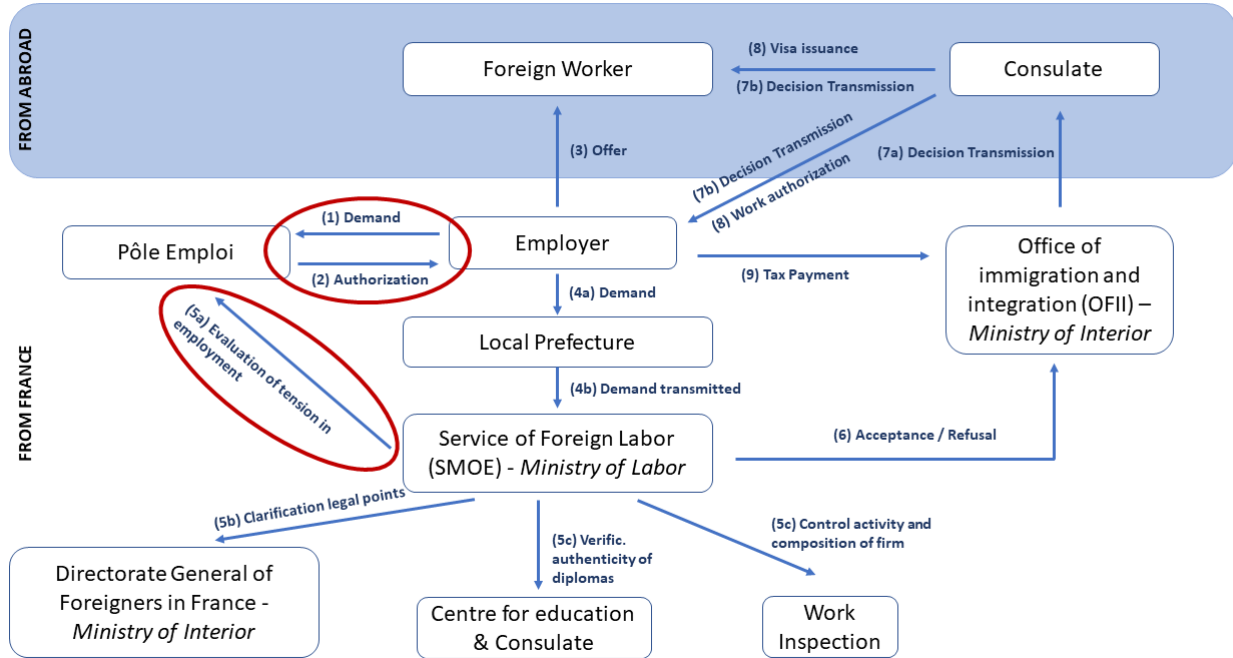 FROM ABROAD
Foreign Worker
(8) Visa issuance
(7b) Decision Transmission
Consulate
(3) Offer
(7b) Decision Transmission
(8) Work authorization
(7a) Decision Transmission
FROM FRANCE
Pôle Emploi
(1) Demand
(2) Authorization
Employer
(9) Tax Payment
Office of
immigration and
integration (OFII) –
Ministry of Interior
(4a) Demand
Local Prefecture
(4b) Demand transmitted
(5a) Evaluation of tension in
employment
Service of Foreign Labor
(SMOE) - Ministry of Labor
(6) Acceptance / Refusal
(5b) Clarification legal points
(5c) Verific.
authenticity of
diplomas
(5c) Control activity and
composition of firm
Directorate General of
Foreigners in France -
Ministry of Interior
Centre for education
& Consulate
Work
Inspection